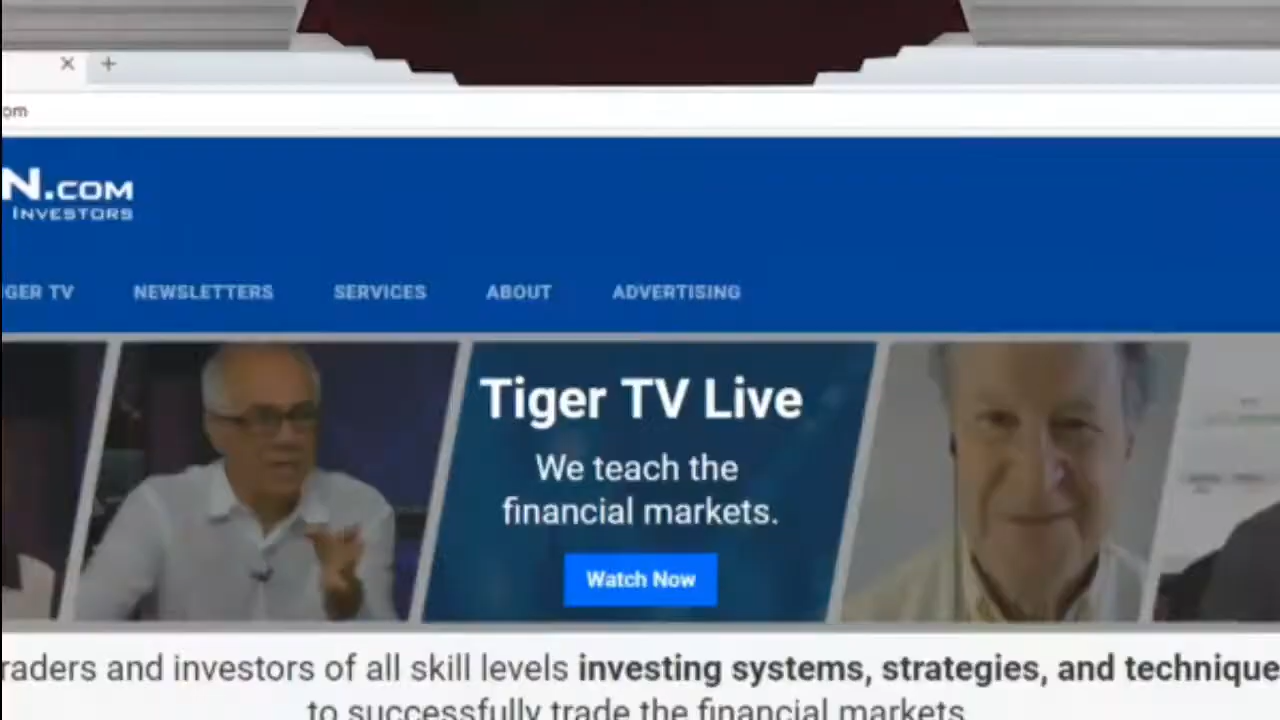 om
N.COM
INVESTORS
IGER TV NEWSLETTERS SERVICES ABOUT ADVERTISING
Tiger TV Live
We teach the
financial markets.
Watch Now
raders and investors of all skill levels investing systems, strategies, and technique
to successfully trade the financial markets